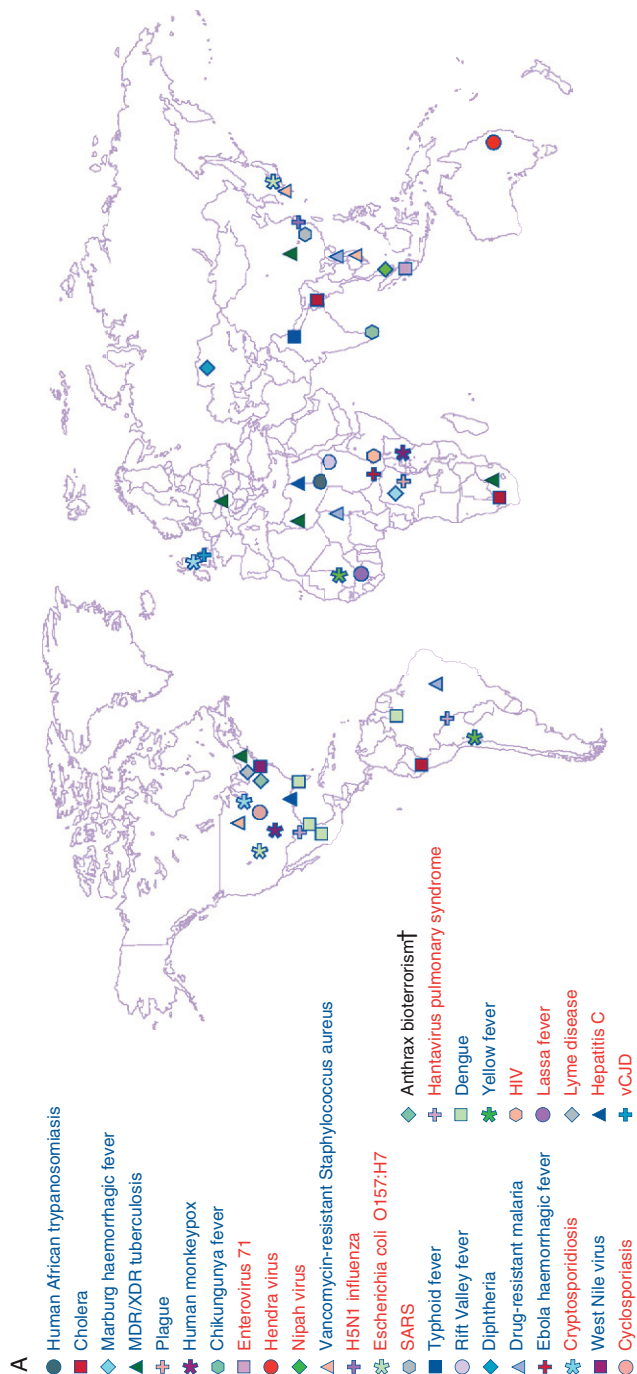 A
Human African trypanosomiasis
Cholera
Marburg haemorrhagic fever
MDR/XDR tuberculosis
Plague
Human monkeypox
Chikungunya fever
Enterovirus 71
Hendra virus
Nipah virus
Vancomycin-resistant Staphylococcus aureus
H5N1 influenza
Escherichia coli O157:H7
SARS
Typhoid fever
Rift Valley fever
Diphtheria
Drug-resistant malaria
Ebola haemorrhagic fever
Cryptosporidiosis
West Nile virus
Cyclosporiasis
Anthrax bioterrorism†
Hantavirus pulmonary syndrome
Dengue
Yellow fever
HIV
Lassa fever
Lyme disease
Hepatitis C
vCJD